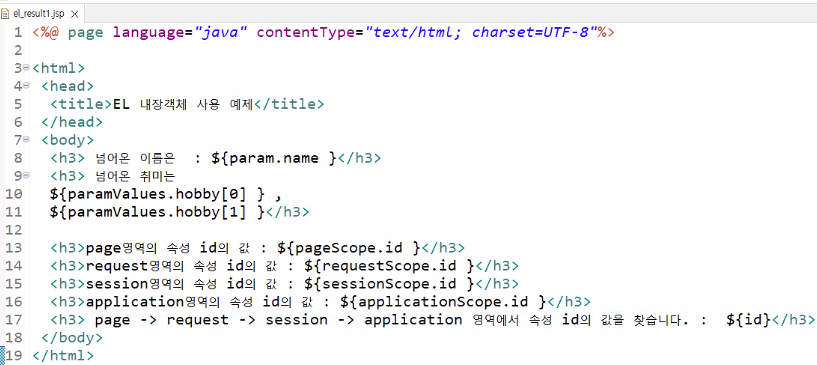 el_result1.jsp
1 <%@ page language="java" contentType="text/html; charset=UTF-8"%>
2
3 <html>
4 <head>
5 <title>EL 내장객체 사용 예제</title>
6 </head>
7 <body>
8 <h3> 넘어온 이름은 : ${param.name }</h3>
9 <h3> 넘어온 취미는
10 ${paramValues.hobby[0] } ,
11 ${paramValues.hobby[1] }</h3>
12
13 <h3>page영역의 속성 id의 값 : ${pageScope.id }</h3>
14 <h3>request영역의 속성 id의 값 : ${requestScope.id }</h3>
15 <h3>session영역의 속성 id의 값 : ${sessionScope.id }</h3>
16 <h3>application영역의 속성 id의 값 : ${applicationScope.id }</h3>
17 <h3> page -> request -> session -> application 영역에서 속성 id의 값을 찾습니다. : ${id}</h3>
18 </body>
19 </html>